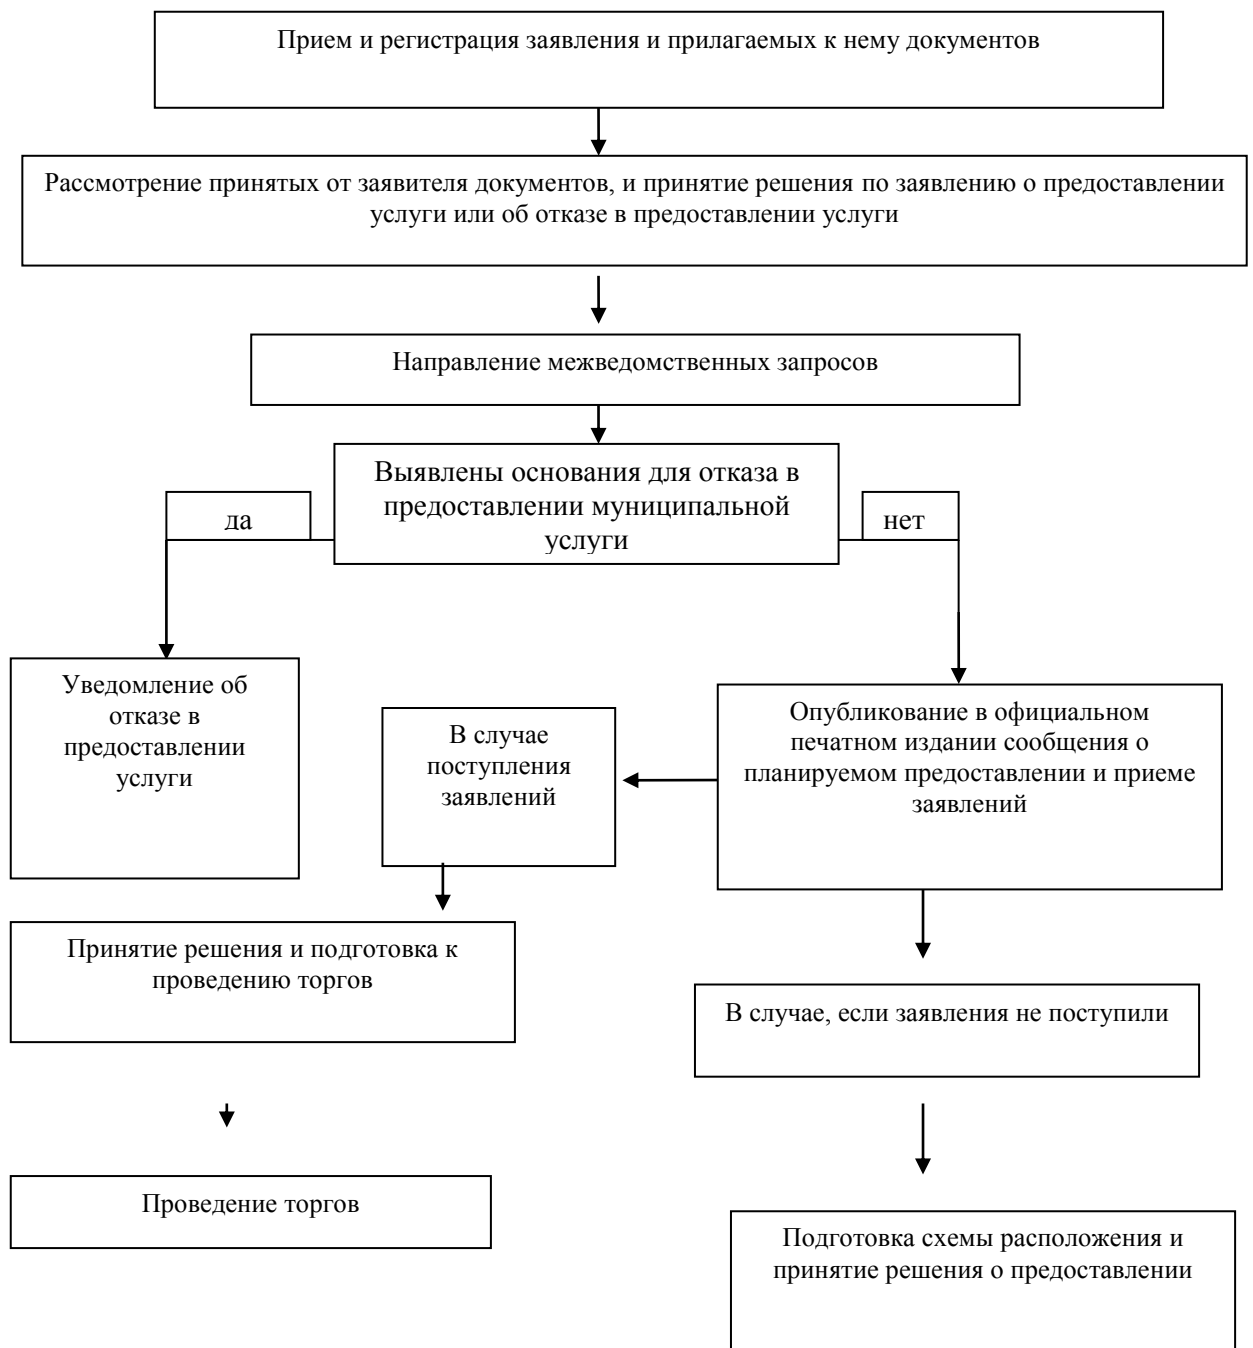 Прием и регистрация заявления и прилагаемых к нему документов
Рассмотрение принятых от заявителя документов, и принятие решения по заявлению о предоставлении
услуги или об отказе в предоставлении услуги
Направление межведомственных запросов
Выявлены основания для отказа в
предоставлении муниципальной
услуги
да
нет
Уведомление об
отказе в
предоставлении
услуги
В случае
поступления
заявлений
Опубликование в официальном
печатном издании сообщения о
планируемом предоставлении и приеме
заявлений
Принятие решения и подготовка к
проведению торгов
В случае, если заявления не поступили
Проведение торгов
Подготовка схемы расположения и
принятие решения о предоставлении